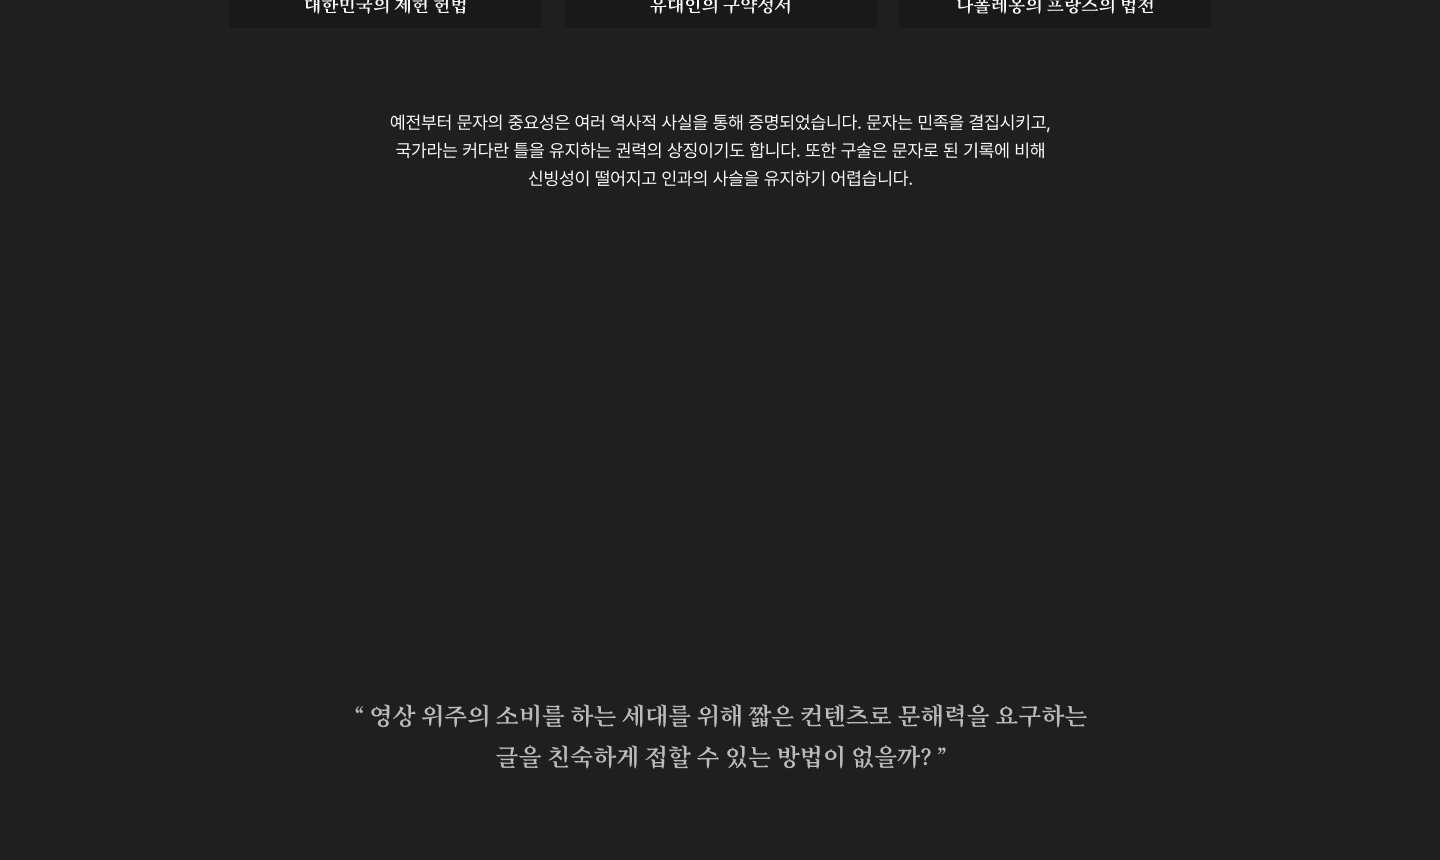 대한민국의 제헌 헌법
유대인의 구약성서
나폴레옹의 프랑스의 법전
예전부터 문자의 중요성은 여러 역사적 사실을 통해 증명되었습니다. 문자는 민족을 결집시키고,
국가라는 커다란 틀을 유지하는 권력의 상징이기도 합니다. 또한 구술은 문자로 된 기록에 비해
신빙성이 떨어지고 인과의 사슬을 유지하기 어렵습니다.
“ 영상 위주의 소비를 하는 세대를 위해 짧은 컨텐츠로 문해력을 요구하는
글을 친숙하게 접할 수 있는 방법이 없을까? ”